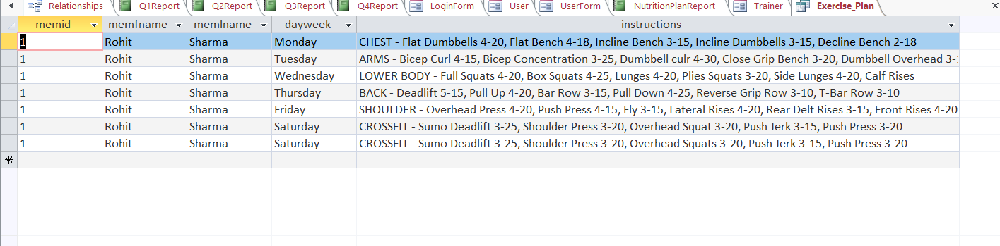 Relationships Q1Report Q2Report Q3Report Q4Report LoginForm User UserForm NutritionPlanReport Trainer Exercise_Plan
memid memfname memlname dayweek instructions
1 Rohit Sharma Monday CHEST - Flat Dumbbells 4-20, Flat Bench 4-18, Incline Bench 3-15, Incline Dumbbells 3-15, Decline Bench 2-18
1 Rohit Sharma Tuesday ARMS - Bicep Curl 4-15, Bicep Concentration 3-25, Dumbbell culr 4-30, Close Grip Bench 3-20, Dumbbell Overhead
1 Rohit Sharma Wednesday LOWER BODY - Full Squats 4-20, Box Squats 4-25, Lunges 4-20, Plies Squats 3-20, Side Lunges 4-20, Calf Rises
1 Rohit Sharma Thursday BACK - Deadlift 5-15, Pull Up 4-20, Bar Row 3-15, Pull Down 4-25, Reverse Grip Row 3-10, T-Bar Row 3-10
1 Rohit Sharma Friday SHOULDER - Overhead Press 4-20, Push Press 4-15, Fly 3-15, Lateral Rises 4-20, Rear Delt Rises 3-15, Front Rises 4-20
1 Rohit Sharma Saturday CROSSFIT - Sumo Deadlift 3-25, Shoulder Press 3-20, Overhead Squat 3-20, Push Jerk 3-15, Push Press 3-20
1 Rohit Sharma Saturday CROSSFIT - Sumo Deadlift 3-25, Shoulder Press 3-20, Overhead Squats 3-20, Push Jerk 3-15, Push Press 3-20